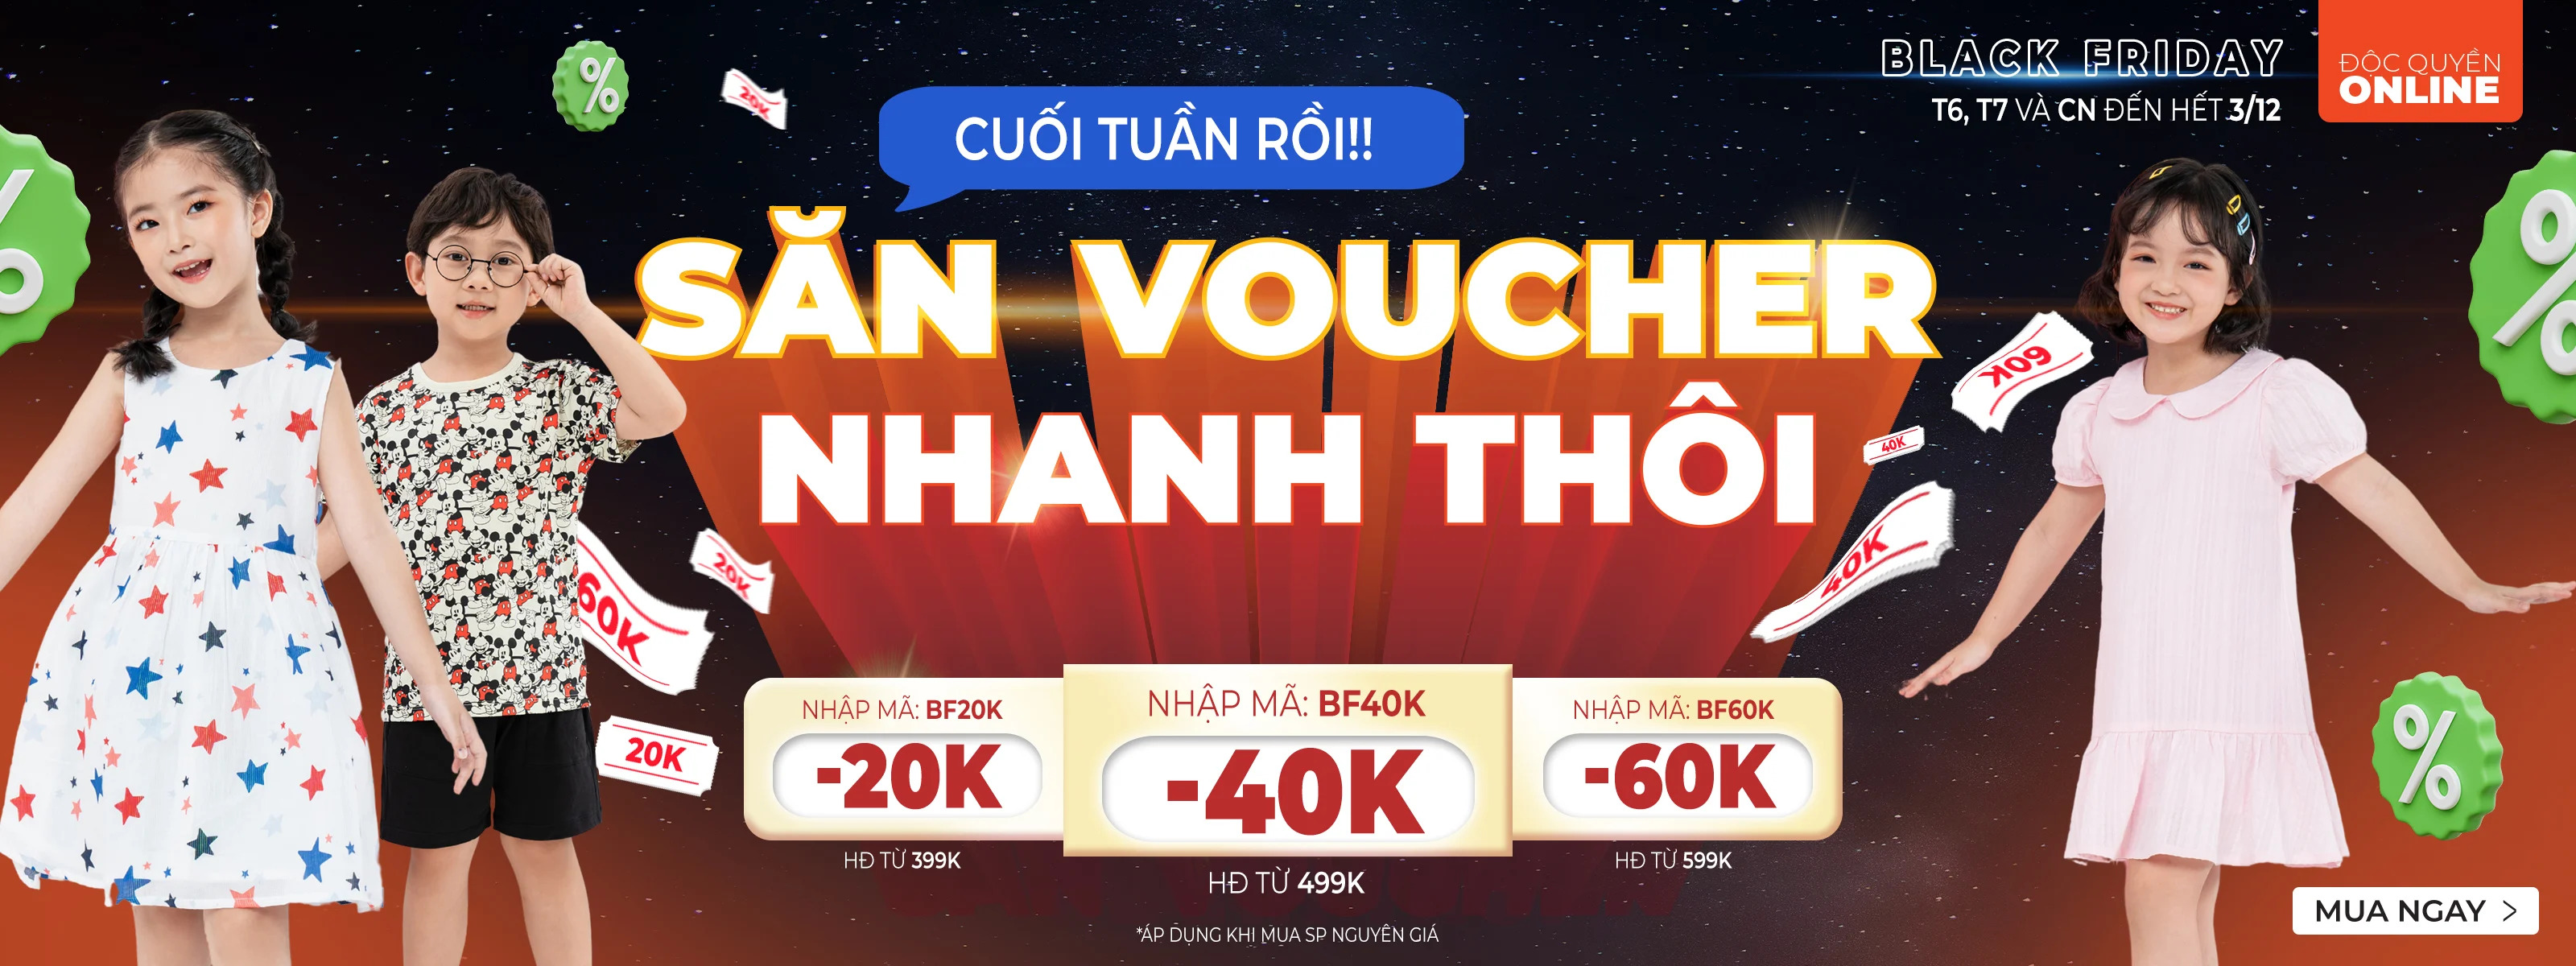 BLACK FRIDAY
T6, T7 VÀ CN ĐẾN HẾT 3/12
ĐỘC QUYỀN
ONLINE
CUỐI TUẦN RỒI!!
SĂN VOUCHER
NHANH THÔI
20K
60K
40K
40K
20K
60K
20K
NHẬP MÃ: BF20K
-20K
HĐ TỪ 399K
NHẬP MÃ: BF40K
-40K
HĐ TỪ 499K
NHẬP MÃ: BF60K
-60K
HĐ TỪ 599K
*ÁP DỤNG KHI MUA SP NGUYÊN GIÁ
MUA NGAY >
%
%
%
%